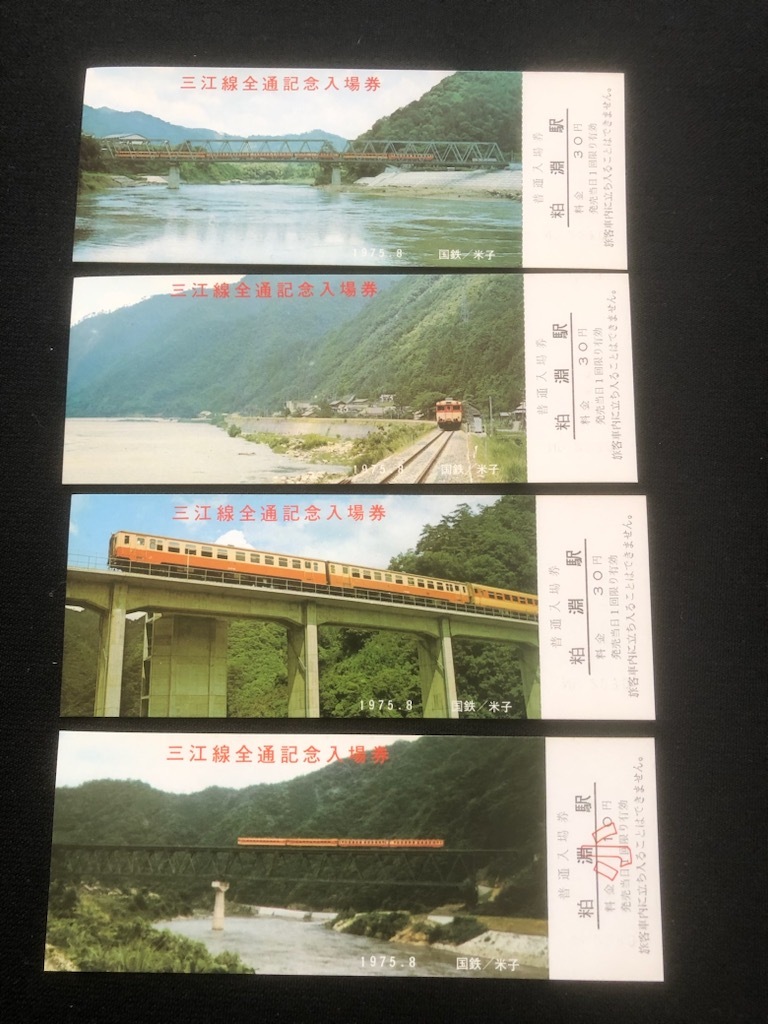 三江線全通記念入場券
1975.8 国鉄／米子
普通入場券
粕淵駅
料金 30円
発売当日1回限り有効
旅客車内に立ち入ることはできません。
三江線全通記念入場券
1975.8 国鉄／米子
普通入場券
粕淵駅
料金 30円
発売当日1回限り有効
旅客車内に立ち入ることはできません。
三江線全通記念入場券
1975.8 国鉄／米子
普通入場券
粕淵駅
料金 30円
発売当日1回限り有効
旅客車内に立ち入ることはできません。
三江線全通記念入場券
1975.8 国鉄／米子
普通入場券
粕淵駅
小
料金 円
発売当日1回限り有効
旅客車内に立ち入ることはできません。